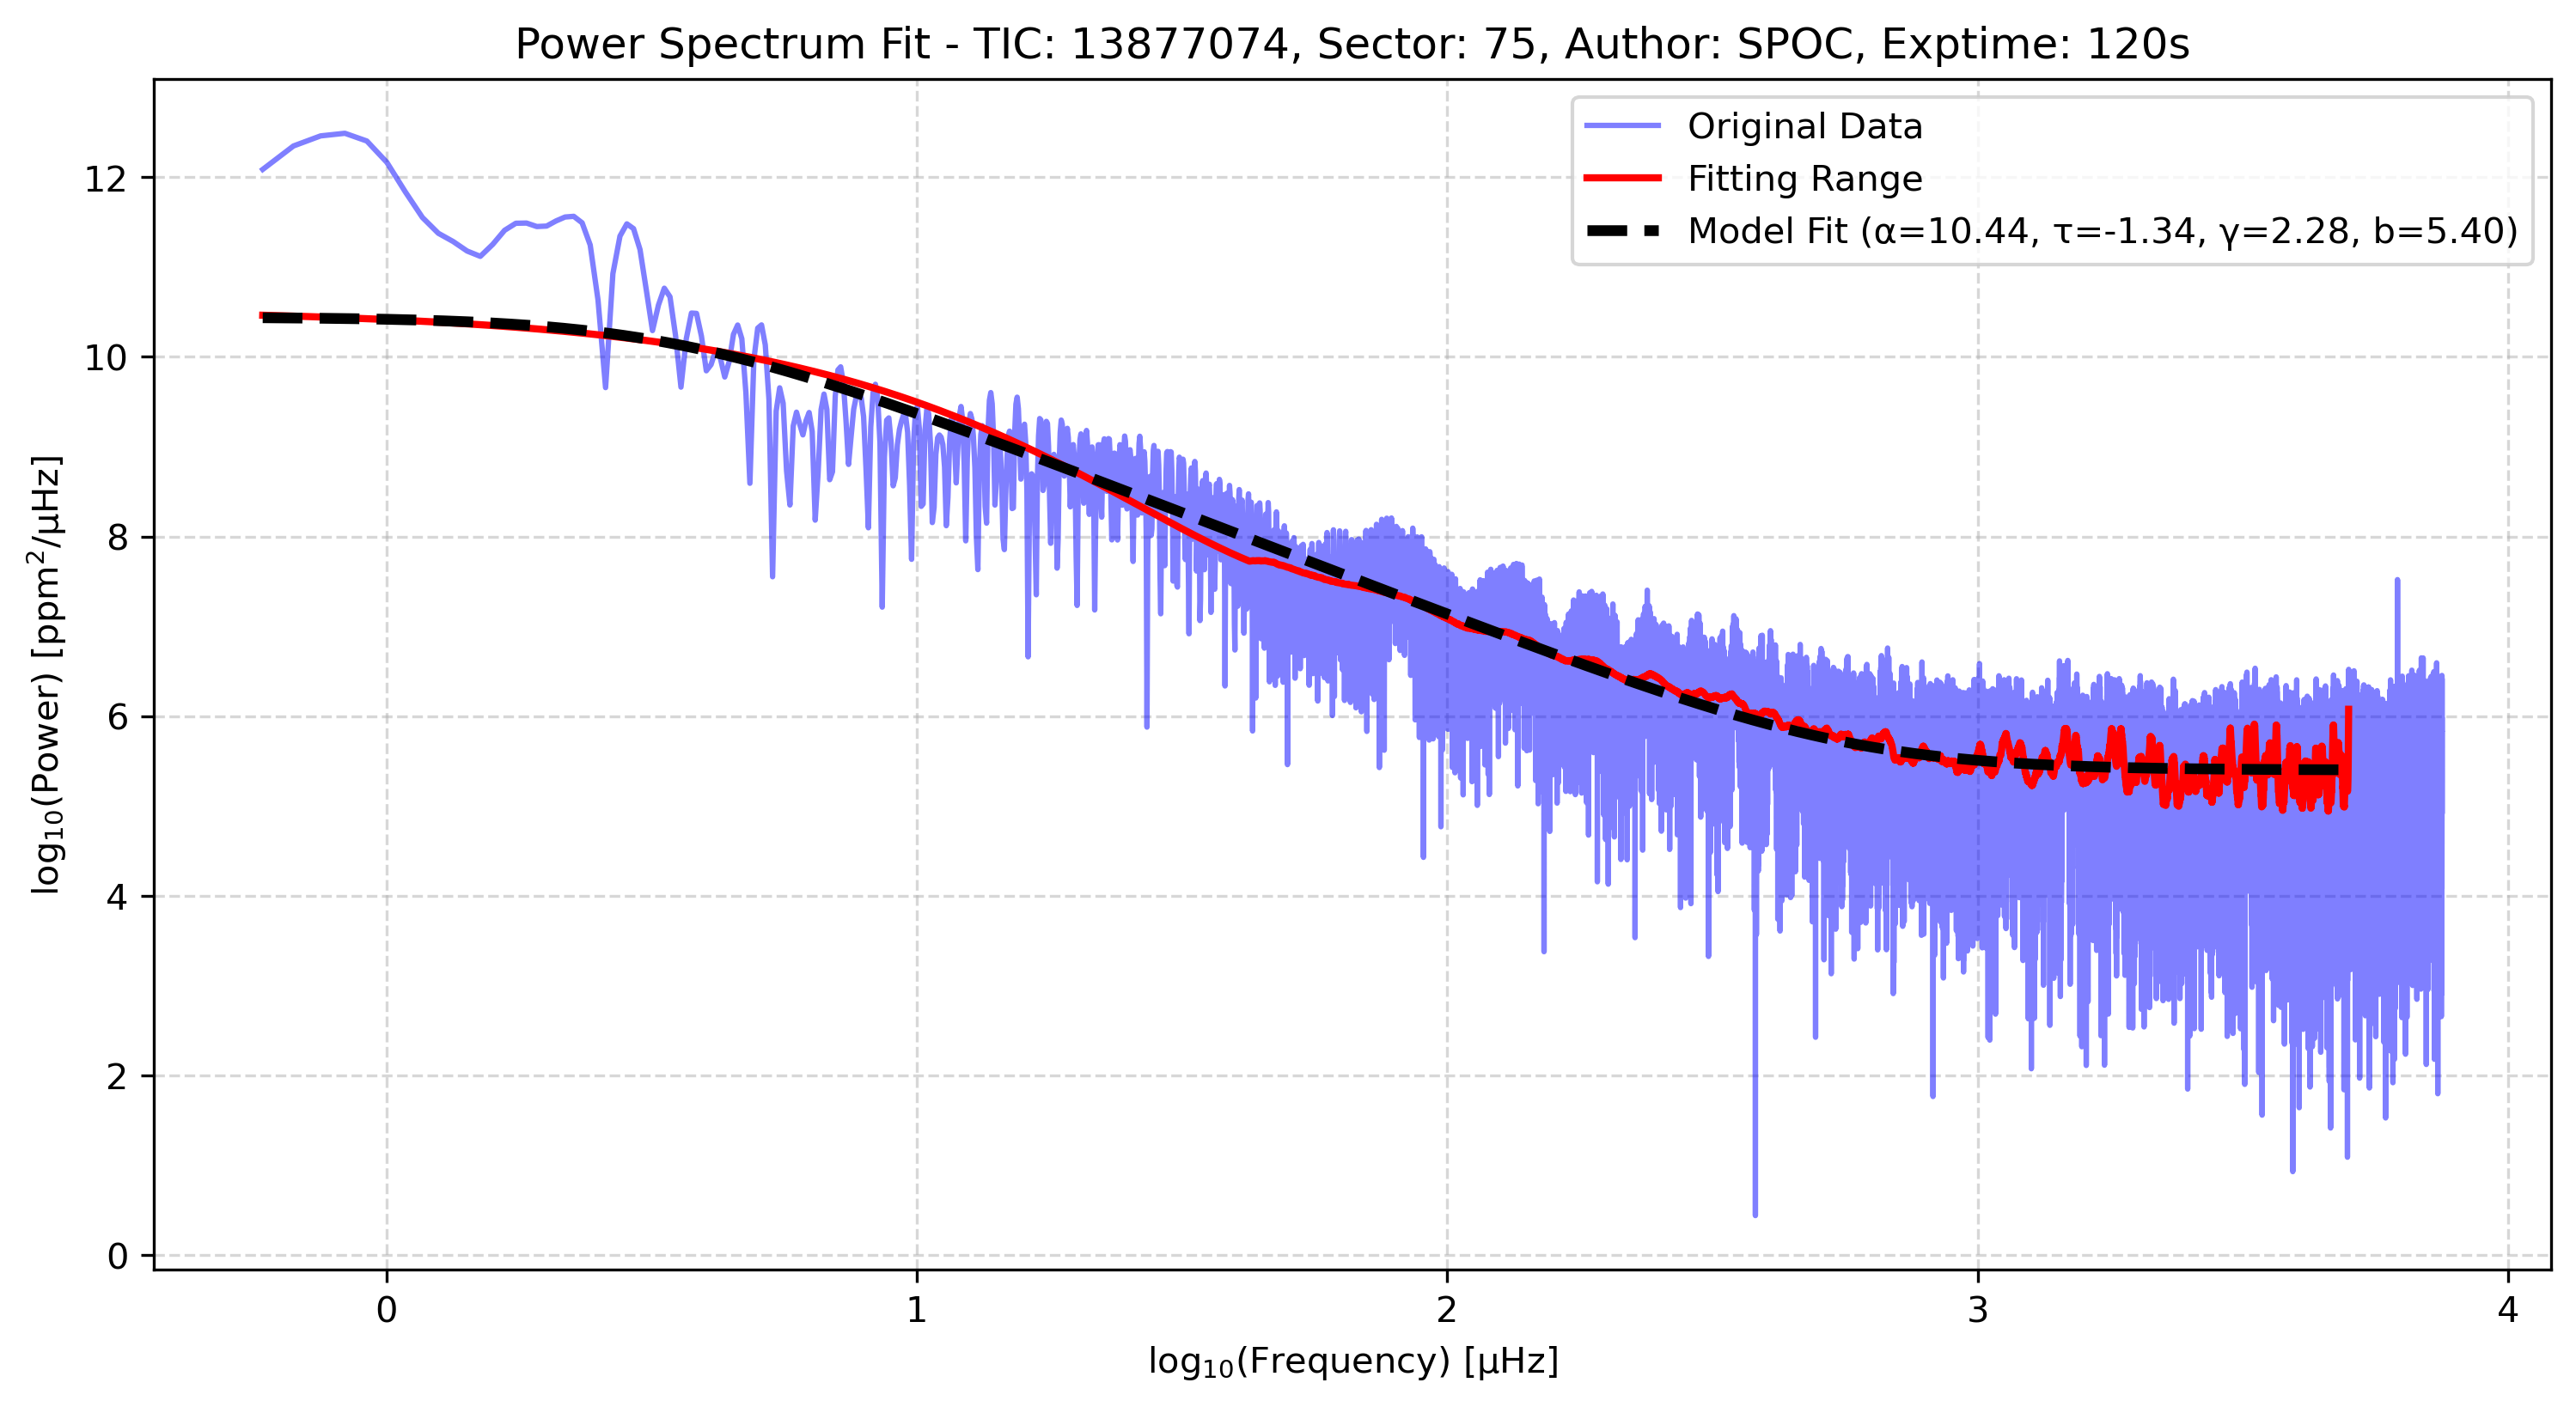 Power Spectrum Fit - TIC: 13877074, Sector: 75, Author: SPOC, Exptime: 120s
Original Data
Fitting Range
Model Fit (α=10.44, τ=-1.34, γ=2.28, b=5.40)
log₁₀(Power) [ppm²/μHz]
12
10
8
6
4
2
0
0 1 2 3 4
log₁₀(Frequency) [μHz]